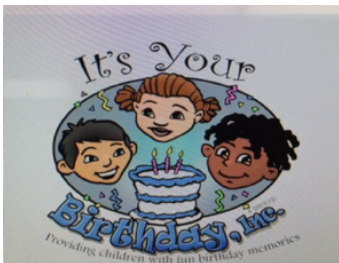 It's Your
Birthday, Inc.
Providing children with fun birthday memories